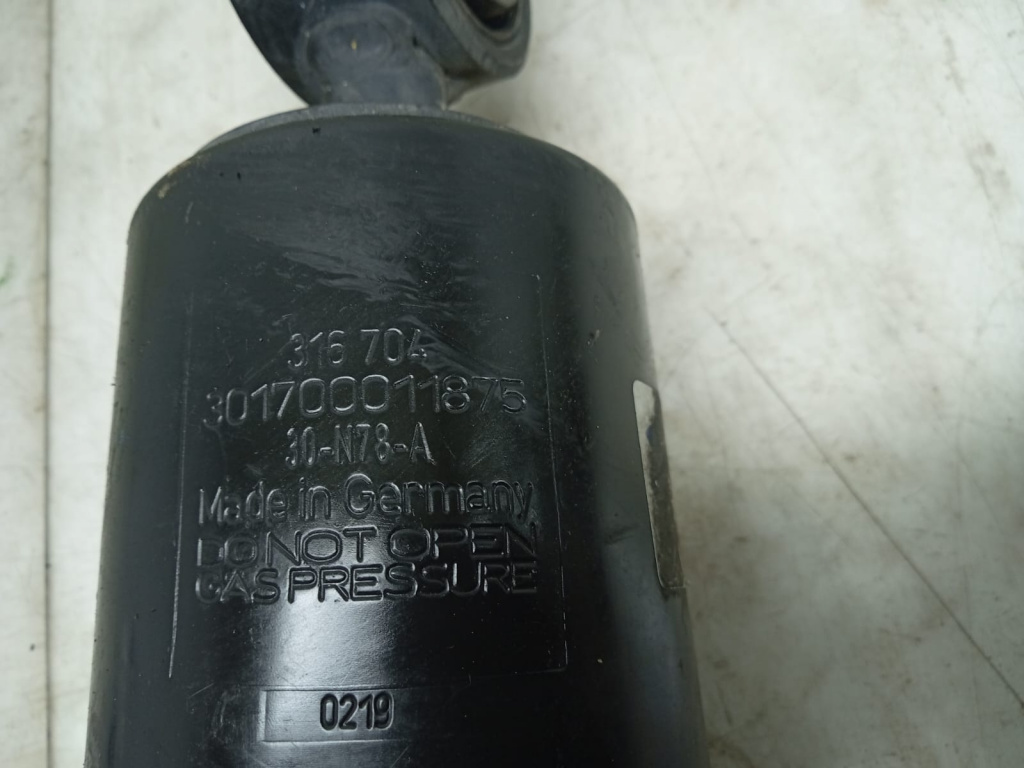 316 704
301700011875
30-N78-A
Made in Germany
DO NOT OPEN
GAS PRESSURE
0219